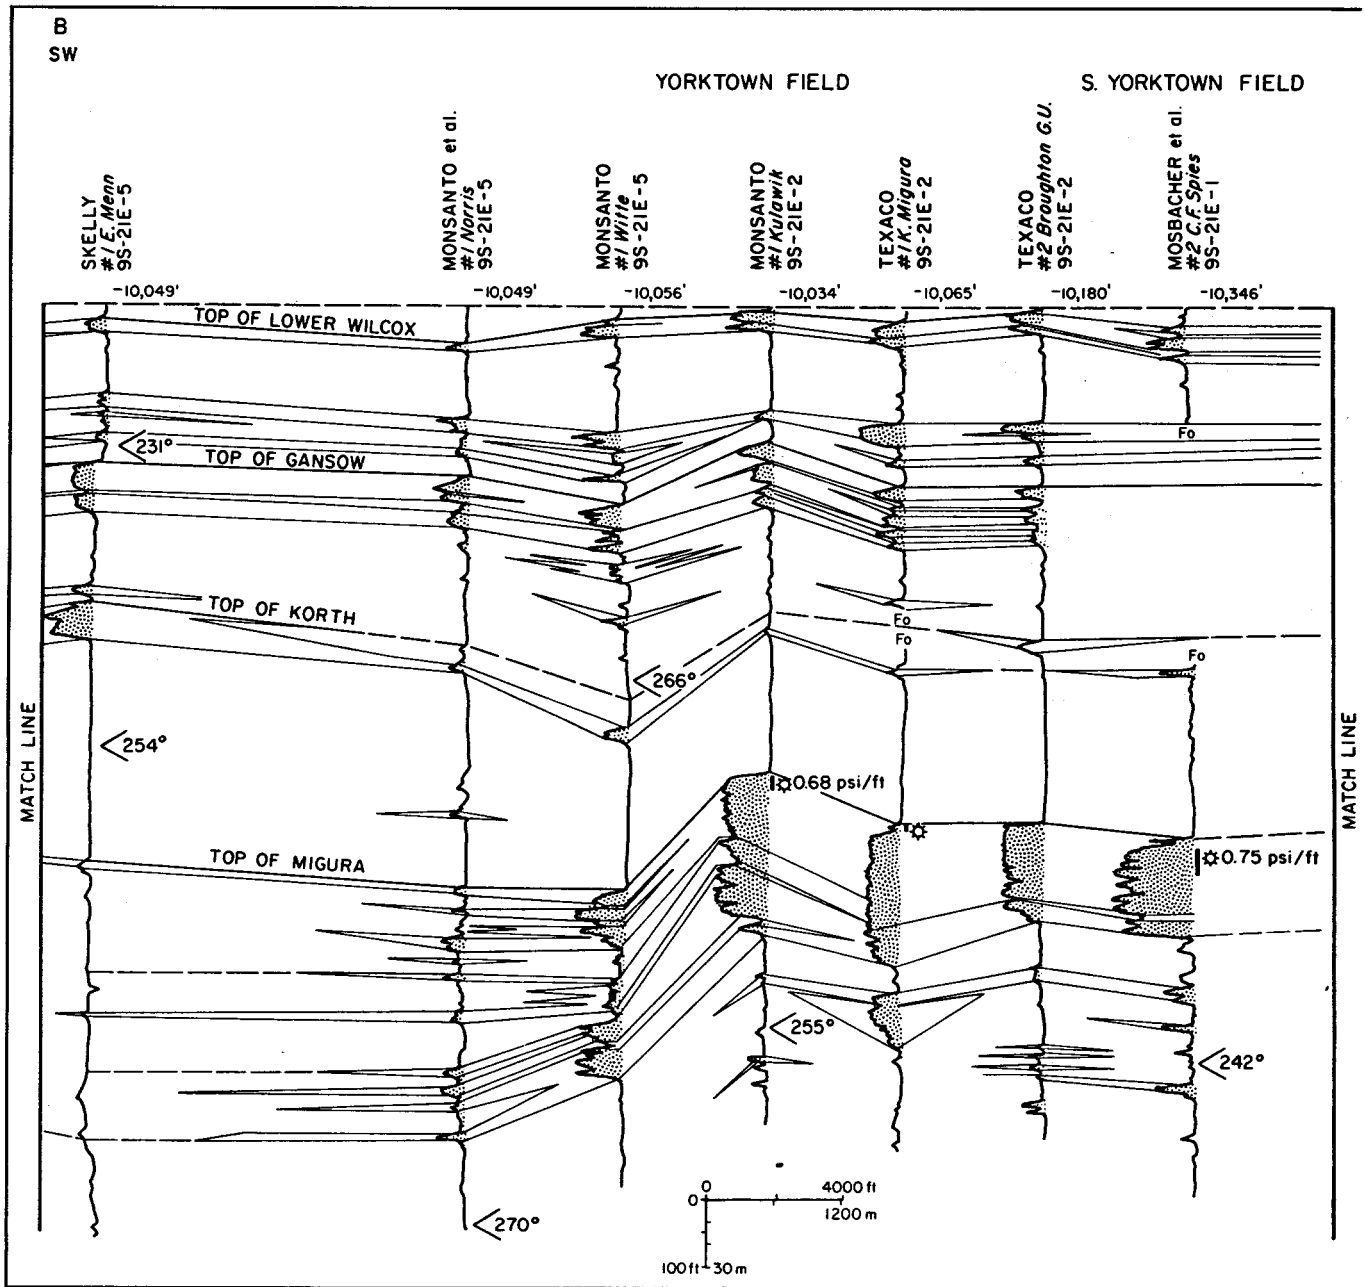 B
SW
YORKTOWN FIELD
S. YORKTOWN FIELD
SKELLY
#1 E. Menn
9S-21E-5
MONSANTO et al.
#1 Norris
9S-21E-5
MONSANTO
#1 Witte
9S-21E-5
MONSANTO
#1 Kulawik
9S-21E-2
TEXACO
#1 K. Migura
9S-21E-2
TEXACO
#2 Broughton G.U.
9S-21E-2
MOSBACHER et al.
#2 C.F. Spies
9S-21E-1
-10,049'
-10,049'
-10,056'
-10,034'
-10,065'
-10,180'
-10,346'
TOP OF LOWER WILCOX
Fo
231°
TOP OF GANSOW
TOP OF KORTH
Fo
Fo
Fo
266°
254°
MATCH LINE
MATCH LINE
0.68 psi/ft
TOP OF MIGURA
0.75 psi/ft
255°
242°
270°
0 4000 ft
0 1200 m
100 ft 30 m